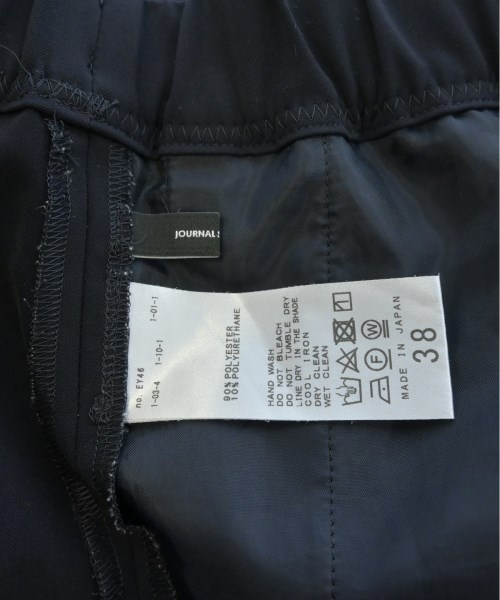 JOURNAL S
no. EY46
1-03-4 1-10-1 1-01-1
90% POLYESTER
10% POLYURETHANE
HAND WASH
DO NOT BLEACH
DO NOT TUMBLE DRY
LINE DRY IN THE SHADE
COOL IRON
DRY CLEAN
WET CLEAN
F W
MADE IN JAPAN
38